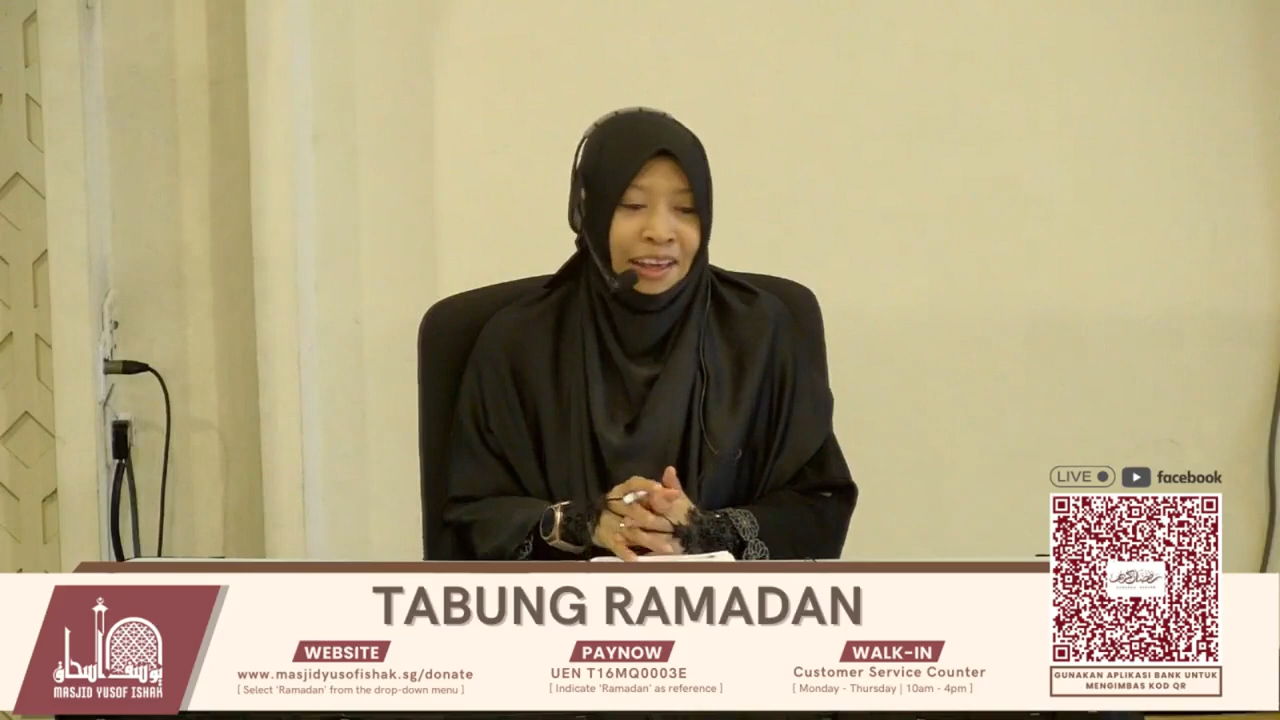 LIVE
facebook
TABUNG RAMADAN
WEBSITE
www.masjidyusofishak.sg/donate
[ Select 'Ramadan' from the drop-down menu ]
PAYNOW
UEN T16MQ0003E
[ Indicate 'Ramadan' as reference ]
WALK-IN
Customer Service Counter
[ Monday - Thursday | 10am - 4pm ]
يوسف إسحاق
MASJID YUSOF ISHAK
GUNAKAN APLIKASI BANK UNTUK
MENGIMBAS KOD QR